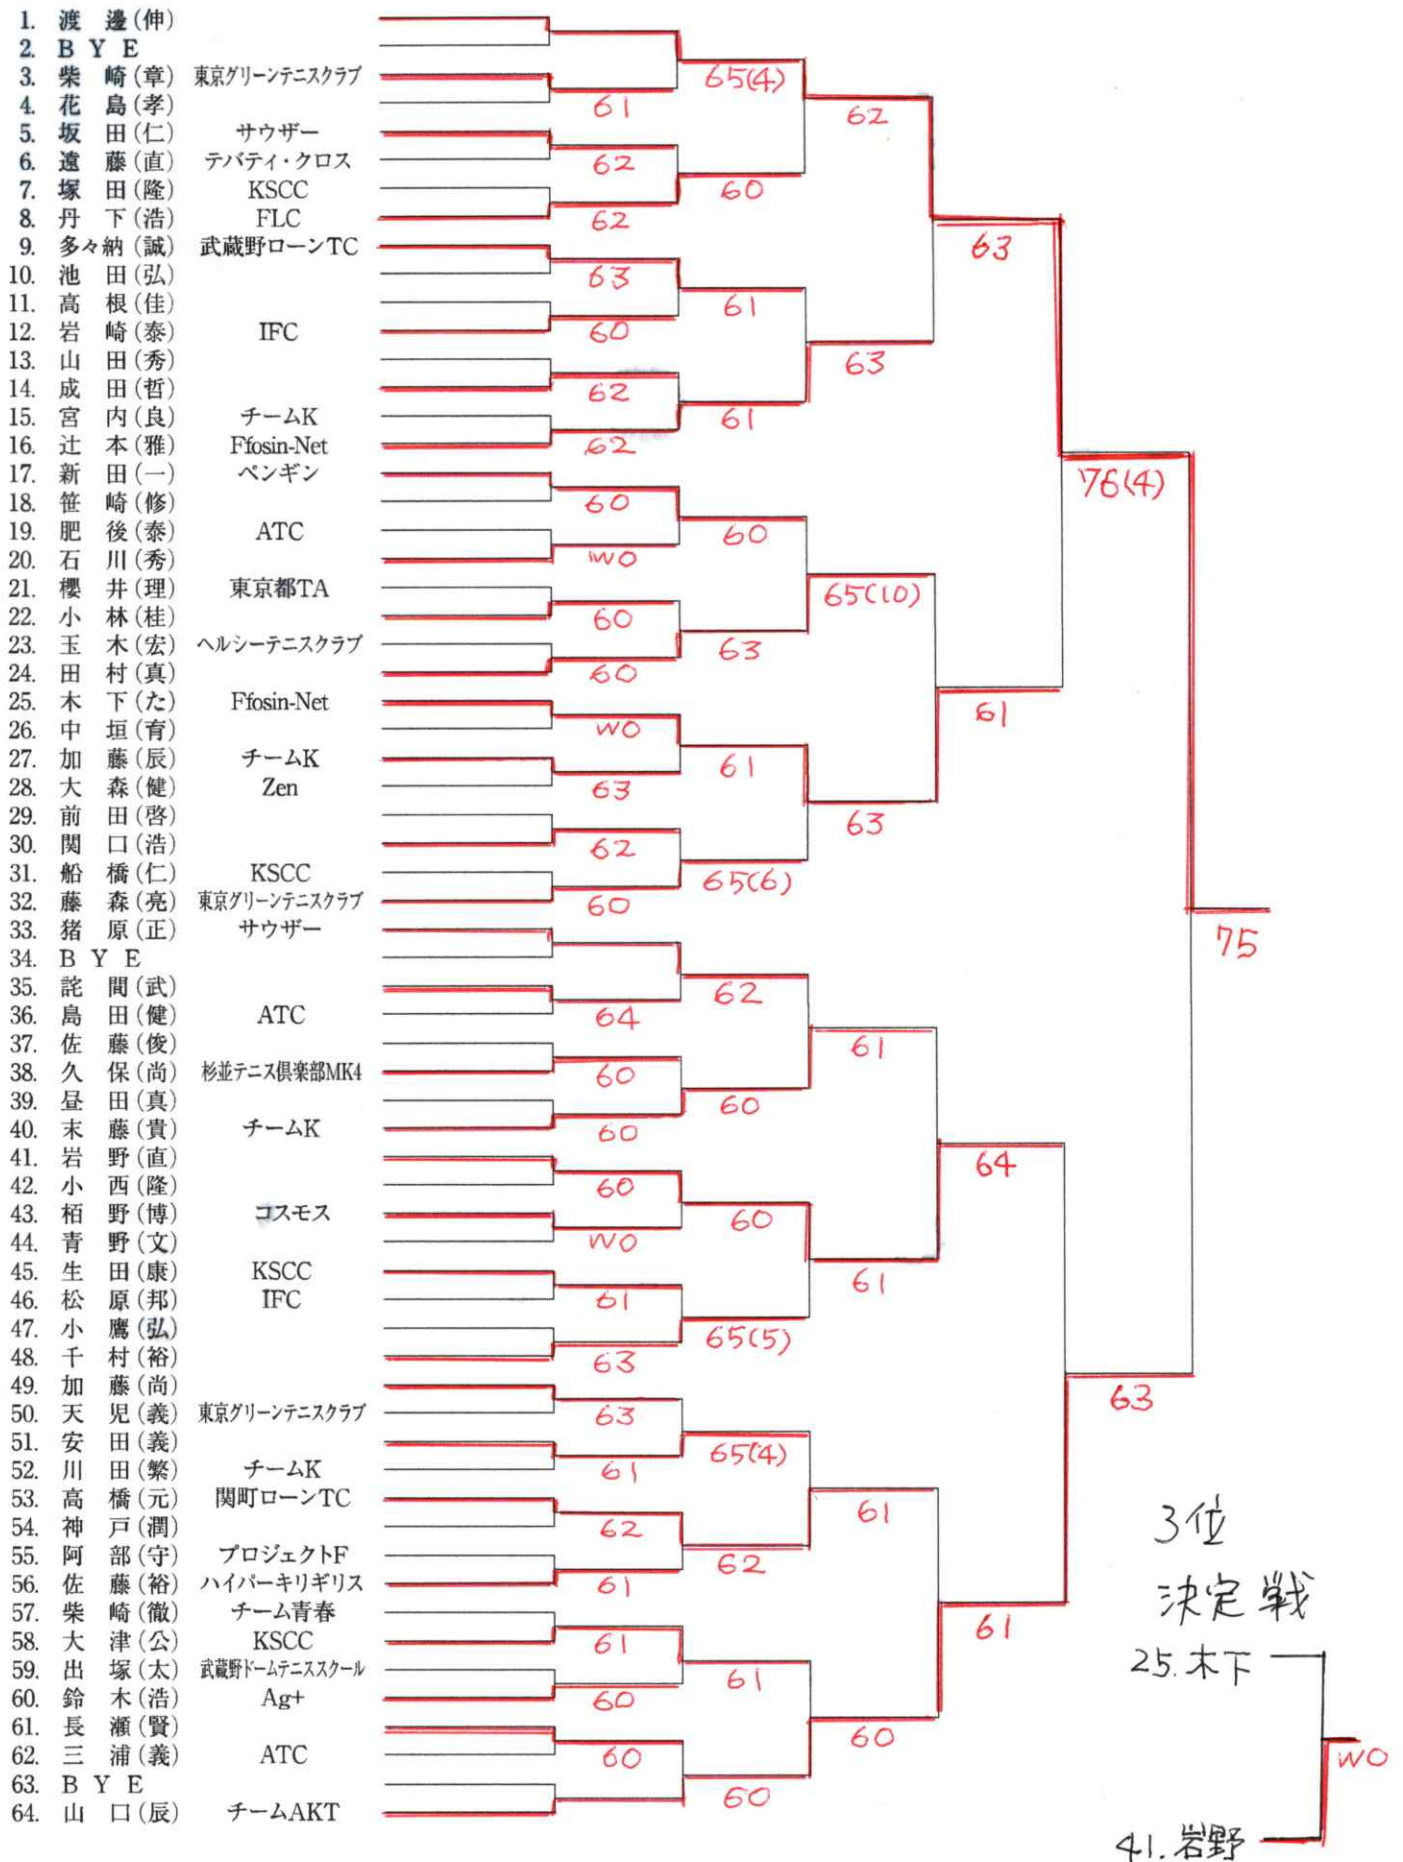 1. 渡 邉(伸)
2. B Y E
3. 柴 崎(章) 東京グリーンテニスクラブ
4. 花 島(孝)
5. 坂 田(仁) サウザー
6. 遠 藤(直) テバティ・クロス
7. 塚 田(隆) KSCC
8. 丹 下(浩) FLC
9. 多々納(誠) 武蔵野ローンTC
10. 池 田(弘)
11. 高 根(佳)
12. 岩 崎(泰) IFC
13. 山 田(秀)
14. 成 田(哲)
15. 宮 内(良) チームK
16. 辻 本(雅) Ffosin-Net
17. 新 田(一) ペンギン
18. 笹 崎(修)
19. 肥 後(泰) ATC
20. 石 川(秀)
21. 櫻 井(理) 東京都TA
22. 小 林(桂)
23. 玉 木(宏) ヘルシーテニスクラブ
24. 田 村(真)
25. 木 下(た) Ffosin-Net
26. 中 垣(育)
27. 加 藤(辰) チームK
28. 大 森(健) Zen
29. 前 田(啓)
30. 関 口(浩)
31. 船 橋(仁) KSCC
32. 藤 森(亮) 東京グリーンテニスクラブ
33. 猪 原(正) サウザー
34. B Y E
35. 詫 間(武)
36. 島 田(健) ATC
37. 佐 藤(俊)
38. 久 保(尚) 杉並テニス倶楽部MK4
39. 昼 田(真)
40. 末 藤(貴) チームK
41. 岩 野(直)
42. 小 西(隆)
43. 栢 野(博) コスモス
44. 青 野(文)
45. 生 田(康) KSCC
46. 松 原(邦) IFC
47. 小 鷹(弘)
48. 千 村(裕)
49. 加 藤(尚)
50. 天 児(義) 東京グリーンテニスクラブ
51. 安 田(義)
52. 川 田(繁) チームK
53. 高 橋(元) 関町ローンTC
54. 神 戸(潤)
55. 阿 部(守) プロジェクトF
56. 佐 藤(裕) ハイパーキリギリス
57. 柴 崎(徹) チーム青春
58. 大 津(公) KSCC
59. 出 塚(太) 武蔵野ドームテニススクール
60. 鈴 木(浩) Ag+
61. 長 瀬(賢)
62. 三 浦(義) ATC
63. B Y E
64. 山 口(辰) チームAKT
61
62
62
63
60
62
62
60
WO
60
60
WO
63
62
60
64
60
60
60
WO
61
63
63
61
62
61
61
60
60
65(4)
60
61
61
60
63
61
65(6)
62
60
60
65(5)
65(4)
62
61
60
62
63
65(10)
63
61
61
61
60
63
61
64
61
76(4)
63
75
3位
決定戦
25.木下
WO
41.岩野